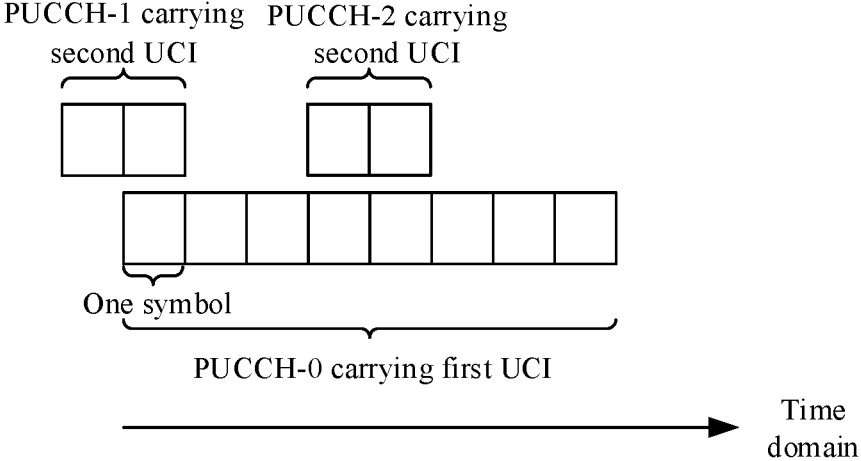 PUCCH-1 carrying
second UCI
PUCCH-2 carrying
second UCI
One symbol
PUCCH-0 carrying first UCI
Time
domain